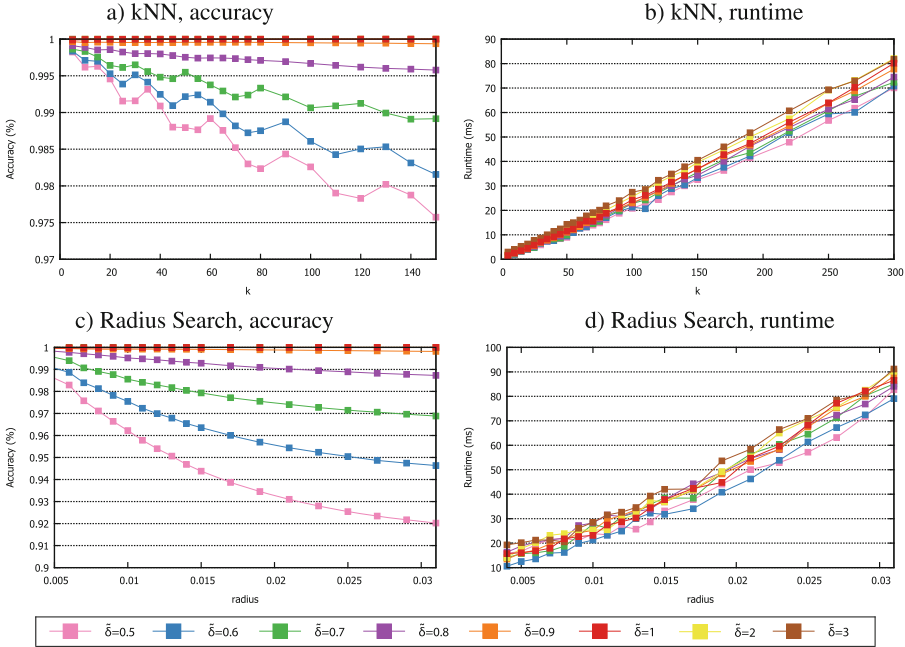 a) kNN, accuracy
b) kNN, runtime
Accuracy (%)
1
0.995
0.99
0.985
0.98
0.975
0.97
0 20 40 60 80 100 120 140
k
Runtime (ms)
90
80
70
60
50
40
30
20
10
0
0 50 100 150 200 250 300
k
c) Radius Search, accuracy
d) Radius Search, runtime
Accuracy (%)
1
0.99
0.98
0.97
0.96
0.95
0.94
0.93
0.92
0.91
0.9
0.005 0.01 0.015 0.02 0.025 0.03
radius
Runtime (ms)
100
90
80
70
60
50
40
30
20
10
0.005 0.01 0.015 0.02 0.025 0.03
radius
δ̃=0.5 δ̃=0.6 δ̃=0.7 δ̃=0.8 δ̃=0.9 δ̃=1 δ̃=2 δ̃=3